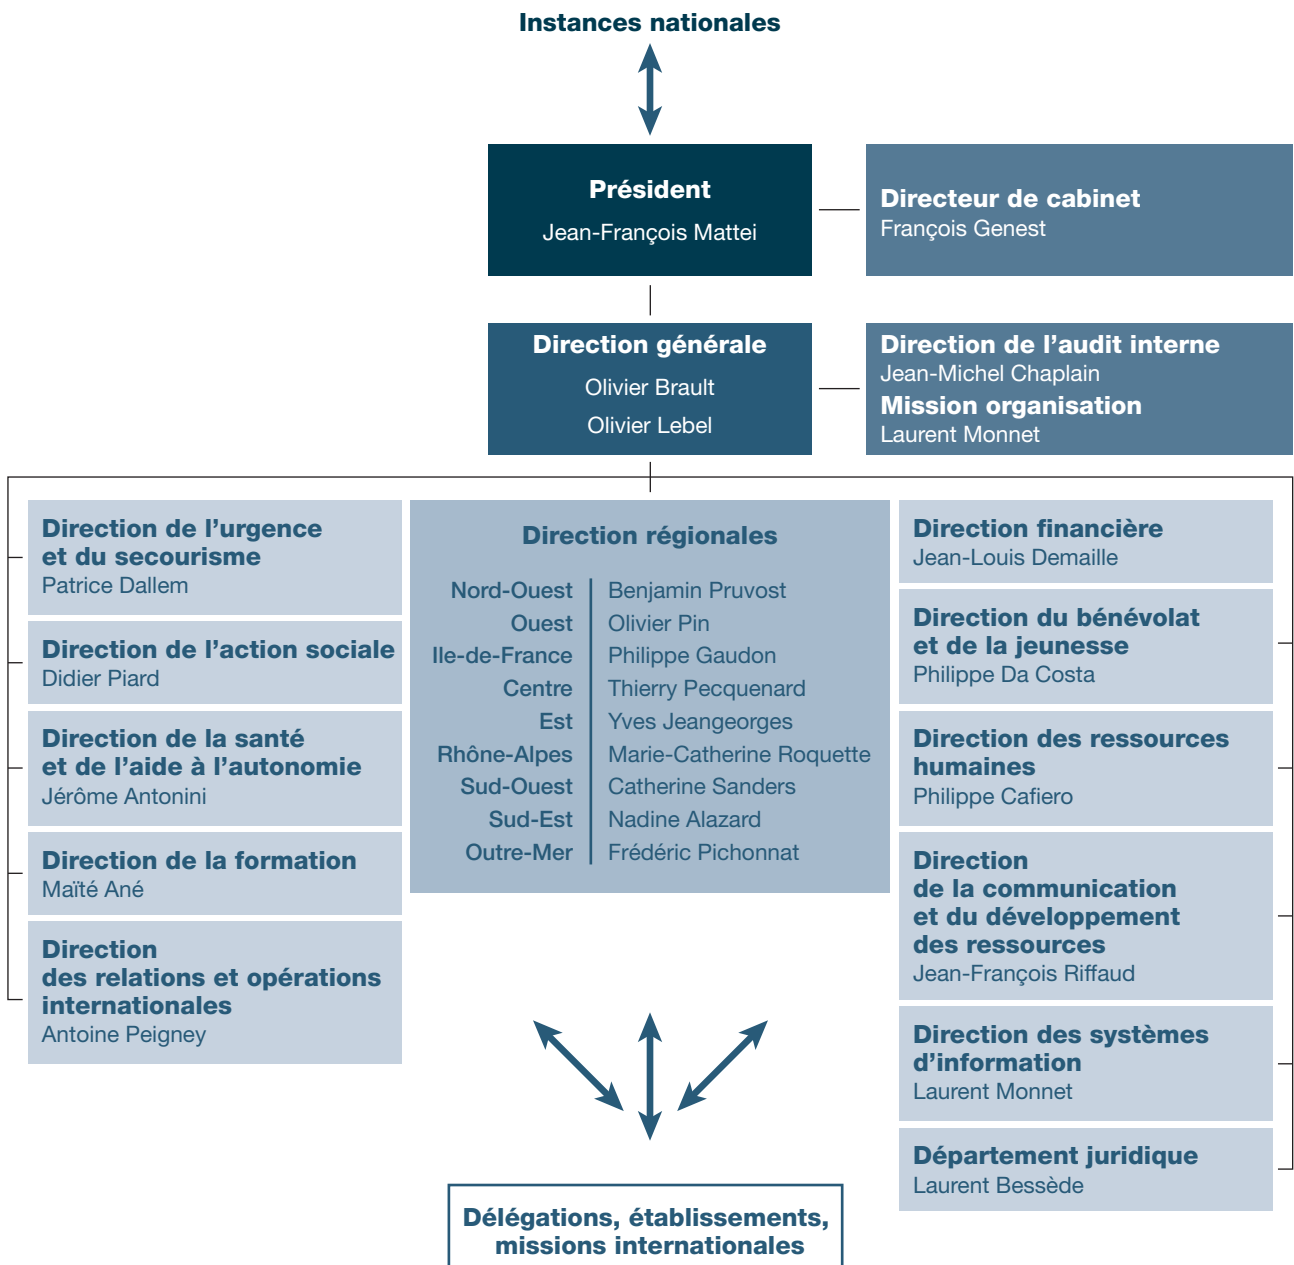 Instances nationales
Président
Jean-François Mattei
Directeur de cabinet
François Genest
Direction générale
Olivier Brault
Olivier Lebel
Direction de l’audit interne
Jean-Michel Chaplain
Mission organisation
Laurent Monnet
Direction de l’urgence
et du secourisme
Patrice Dallem
Direction de l’action sociale
Didier Piard
Direction de la santé
et de l’aide à l’autonomie
Jérôme Antonini
Direction de la formation
Maïté Ané
Direction
des relations et opérations
internationales
Antoine Peigney
Direction régionales
Nord-Ouest Benjamin Pruvost
Ouest Olivier Pin
Ile-de-France Philippe Gaudon
Centre Thierry Pecquenard
Est Yves Jeangeorges
Rhône-Alpes Marie-Catherine Roquette
Sud-Ouest Catherine Sanders
Sud-Est Nadine Alazard
Outre-Mer Frédéric Pichonnat
Direction financière
Jean-Louis Demaille
Direction du bénévolat
et de la jeunesse
Philippe Da Costa
Direction des ressources
humaines
Philippe Cafiero
Direction
de la communication
et du développement
des ressources
Jean-François Riffaud
Direction des systèmes
d’information
Laurent Monnet
Département juridique
Laurent Bessède
Délégations, établissements,
missions internationales